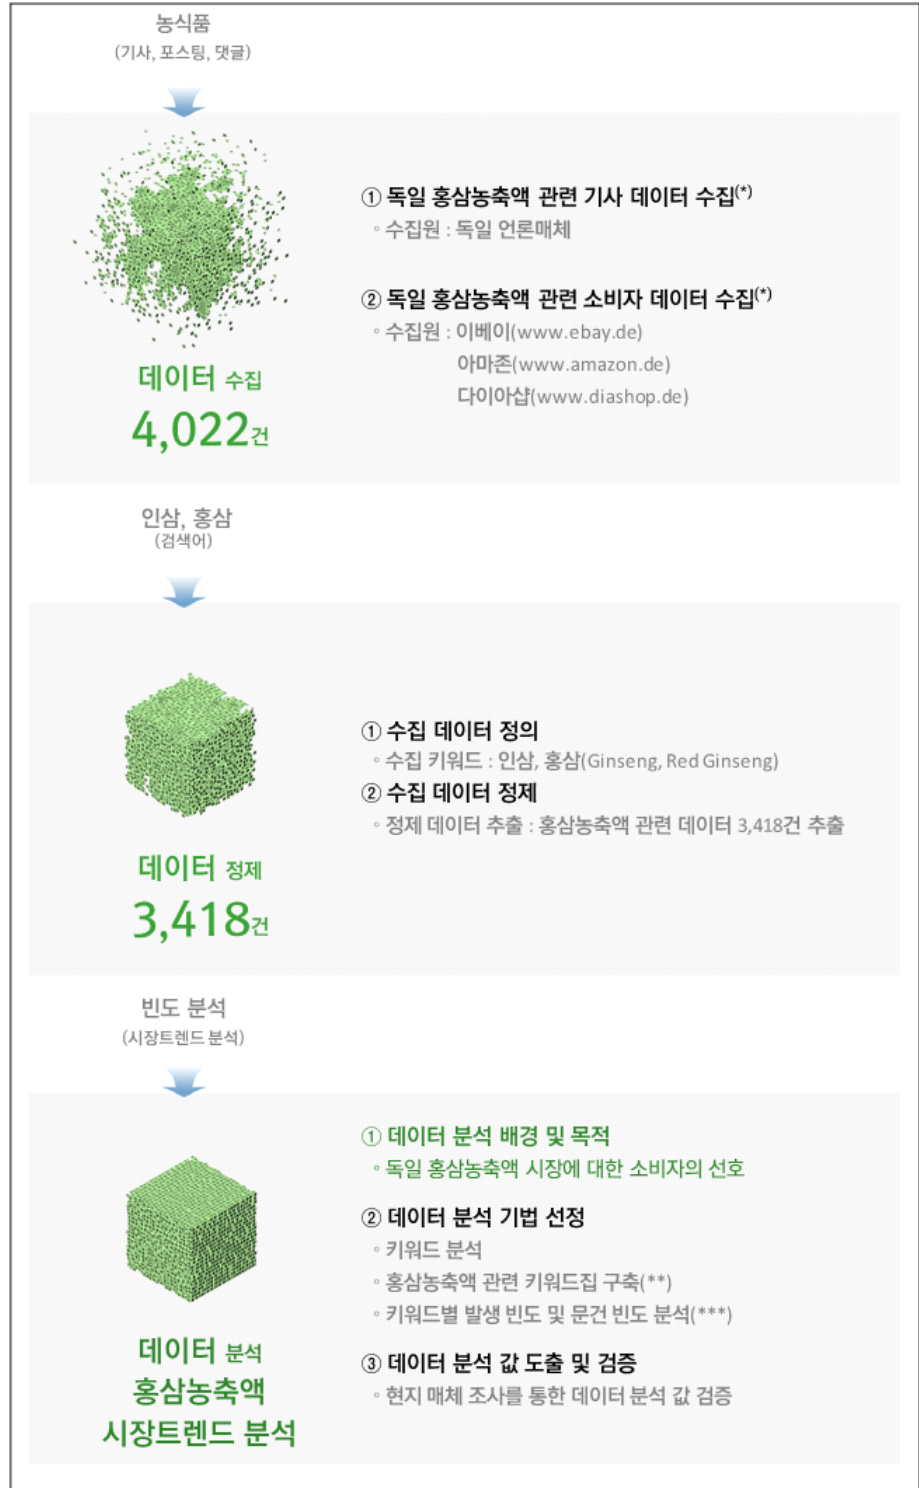 농식품
(기사, 포스팅, 댓글)
① 독일 홍삼농축액 관련 기사 데이터 수집(*)
◦ 수집원 : 독일 언론매체
② 독일 홍삼농축액 관련 소비자 데이터 수집(*)
◦ 수집원 : 이베이(www.ebay.de)
아마존(www.amazon.de)
다이아샵(www.diashop.de)
데이터 수집
4,022건
인삼, 홍삼
(검색어)
① 수집 데이터 정의
◦ 수집 키워드 : 인삼, 홍삼(Ginseng, Red Ginseng)
② 수집 데이터 정제
◦ 정제 데이터 추출 : 홍삼농축액 관련 데이터 3,418건 추출
데이터 정제
3,418건
빈도 분석
(시장트렌드 분석)
① 데이터 분석 배경 및 목적
◦ 독일 홍삼농축액 시장에 대한 소비자의 선호
② 데이터 분석 기법 선정
◦ 키워드 분석
◦ 홍삼농축액 관련 키워드집 구축(**)
◦ 키워드별 발생 빈도 및 문건 빈도 분석(***)
③ 데이터 분석 값 도출 및 검증
◦ 현지 매체 조사를 통한 데이터 분석 값 검증
데이터 분석
홍삼농축액
시장트렌드 분석